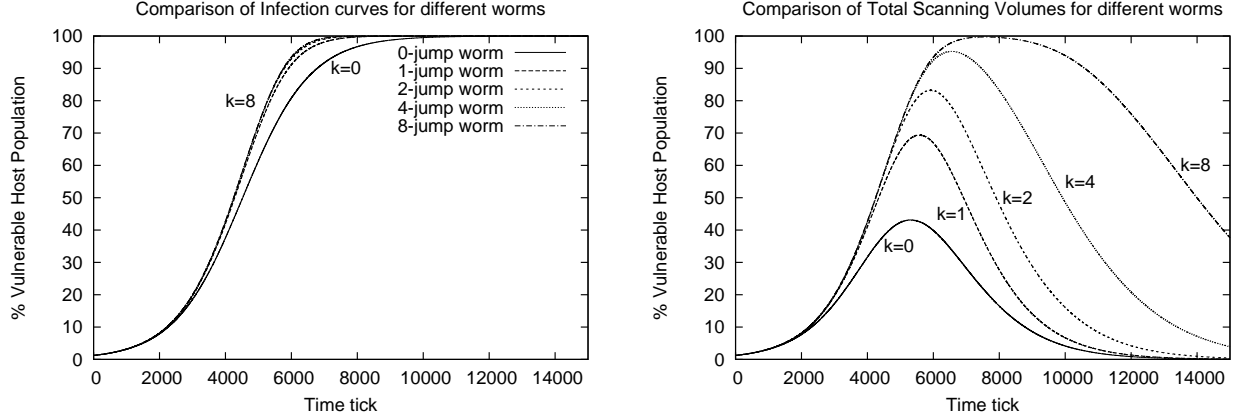 Comparison of Infection curves for different worms
100
90
80
70
60
50
40
30
20
10
0
% Vulnerable Host Population
0-jump worm
1-jump worm
2-jump worm
4-jump worm
8-jump worm
k=0
k=8
0 2000 4000 6000 8000 10000 12000 14000
Time tick
Comparison of Total Scanning Volumes for different worms
100
90
80
70
60
50
40
30
20
10
0
% Vulnerable Host Population
k=8
k=4
k=2
k=1
k=0
0 2000 4000 6000 8000 10000 12000 14000
Time tick